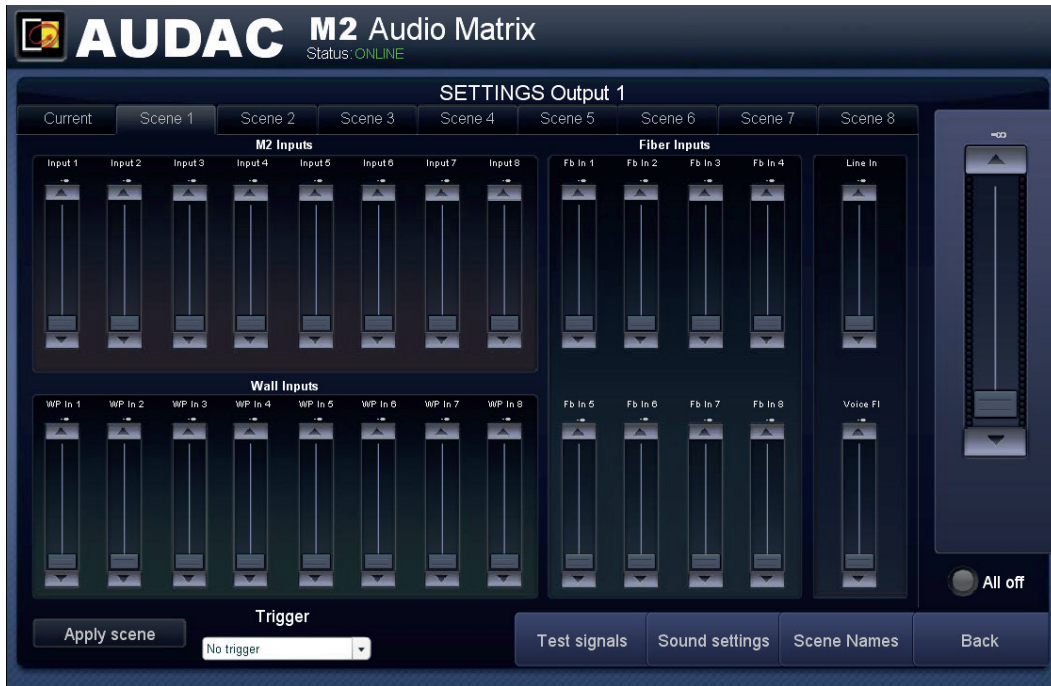 AUDAC M2 Audio Matrix
Status: ONLINE
SETTINGS Output 1
Current Scene 1 Scene 2 Scene 3 Scene 4 Scene 5 Scene 6 Scene 7 Scene 8
M2 Inputs
Input 1 Input 2 Input 3 Input 4 Input 5 Input 6 Input 7 Input 8
-∞ -∞ -∞ -∞ -∞ -∞ -∞ -∞
Fiber Inputs
Fb In 1 Fb In 2 Fb In 3 Fb In 4
-∞ -∞ -∞ -∞
Line In
-∞
-∞
Wall Inputs
WP In 1 WP In 2 WP In 3 WP In 4 WP In 5 WP In 6 WP In 7 WP In 8
-∞ -∞ -∞ -∞ -∞ -∞ -∞ -∞
Fb In 5 Fb In 6 Fb In 7 Fb In 8
-∞ -∞ -∞ -∞
Voice Fl
-∞
All off
Apply scene
Trigger
No trigger
Test signals Sound settings Scene Names Back